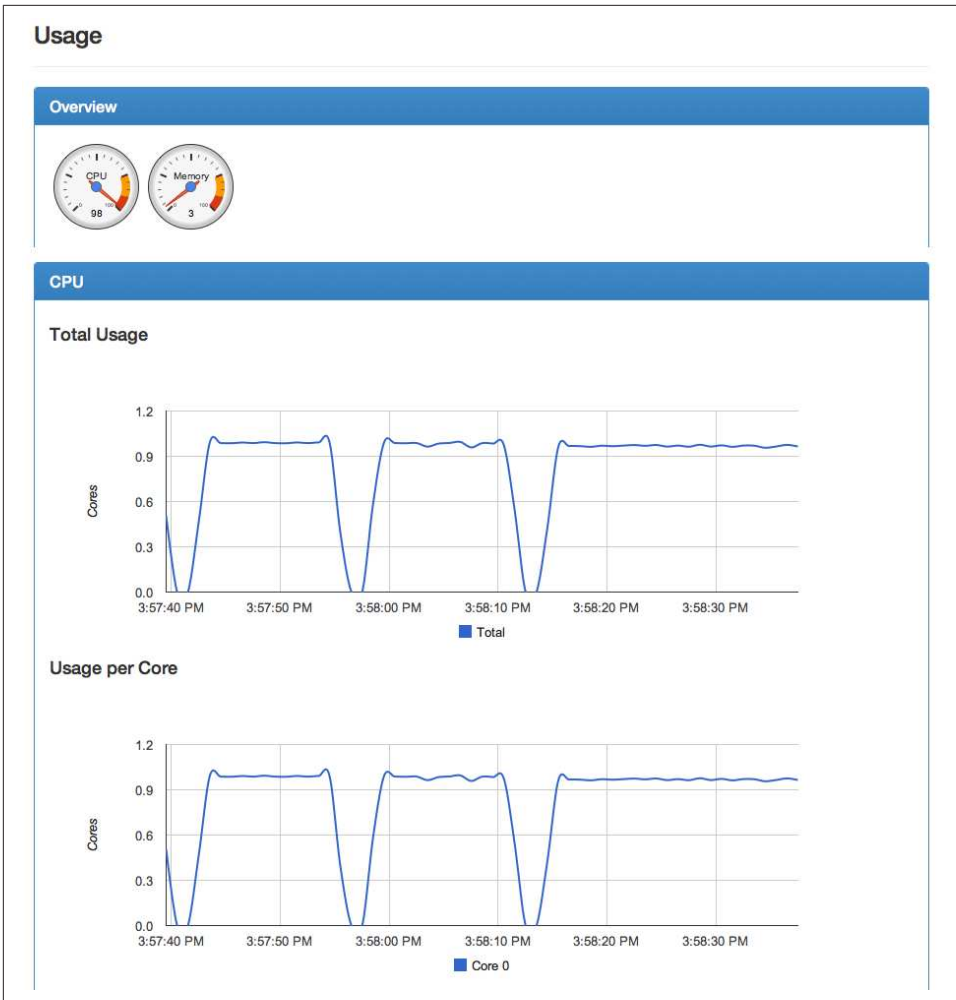 Usage
Overview
CPU Memory
0 100 0 100
98 3
CPU
Total Usage
1.2
0.9
Cores
0.6
0.3
0.0
3:57:40 PM 3:57:50 PM 3:58:00 PM 3:58:10 PM 3:58:20 PM 3:58:30 PM
Total
Usage per Core
1.2
0.9
Cores
0.6
0.3
0.0
3:57:40 PM 3:57:50 PM 3:58:00 PM 3:58:10 PM 3:58:20 PM 3:58:30 PM
Core 0